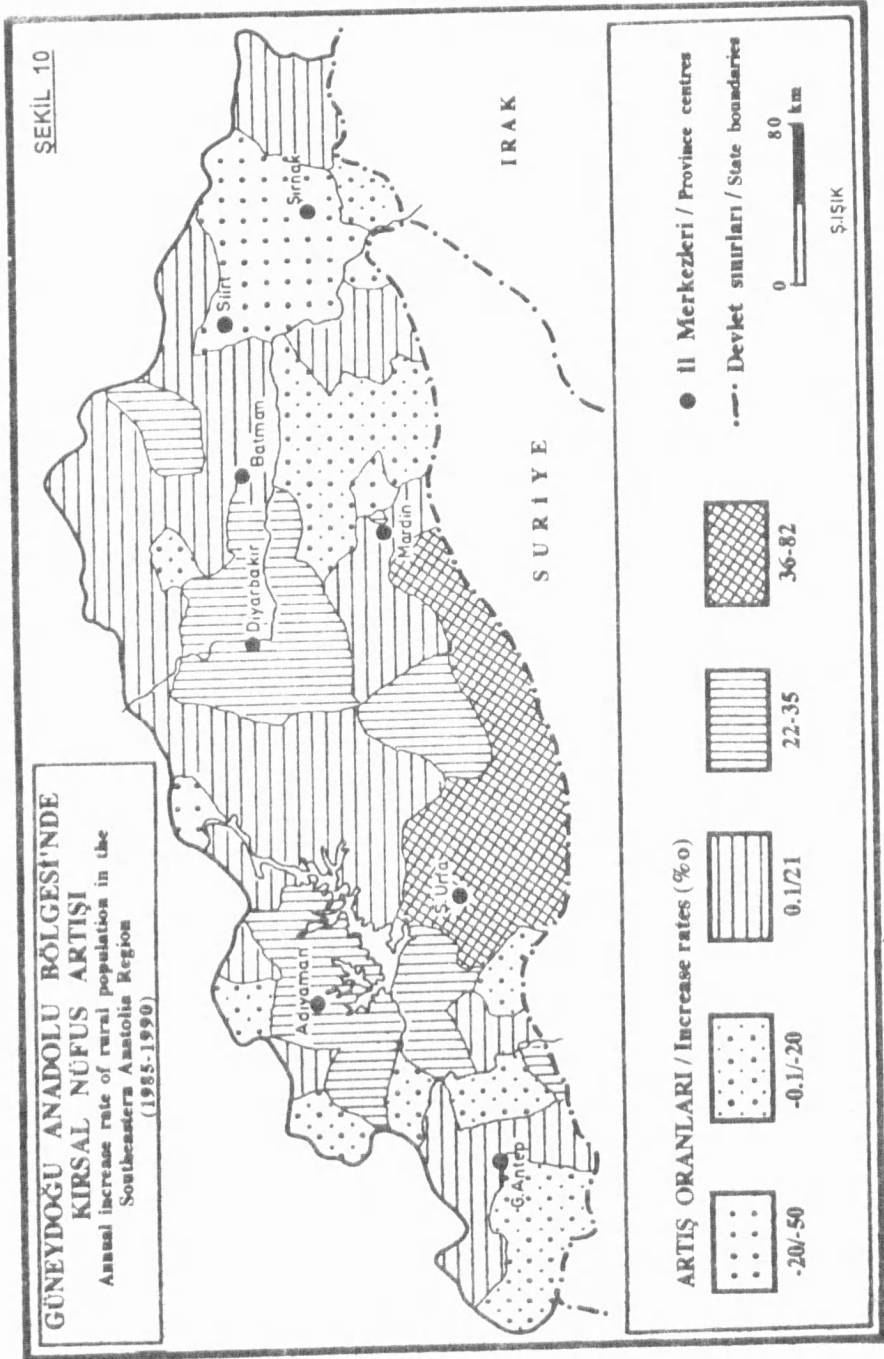 ŞEKİL 10
GÜNEYDOĞU ANADOLU BÖLGESİ'NDE
KIRSAL NÜFUS ARTIŞI
Annual increase rate of rural population in the
Southeastern Anatolia Region
(1985-1990)
Adıyaman
G.Antep
Ş.Urfa
Diyarbakır
Batman
Mardin
Siirt
Şırnak
SURİYE
IRAK
ARTIŞ ORANLARI / Increase rates (%o)
-20/-50
-0.1/-20
0.1/21
22-35
36-82
İl Merkezleri / Province centres
Devlet sınırları / State boundaries
0 80 km
Ş.IŞIK